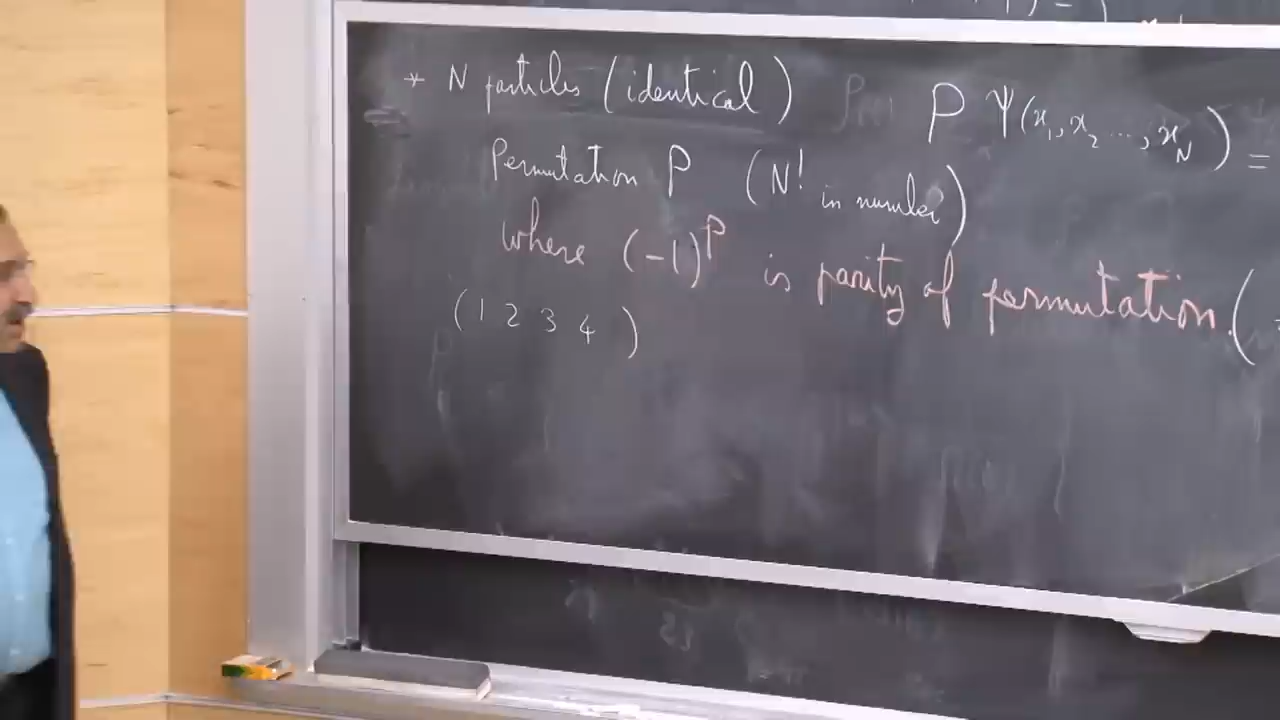 * N particles (identical) P Ψ(x₁, x₂ ..., x_N) =
Permutation P (N! in number)
where (-1)^P is parity of permutation. (
(1 2 3 4 )